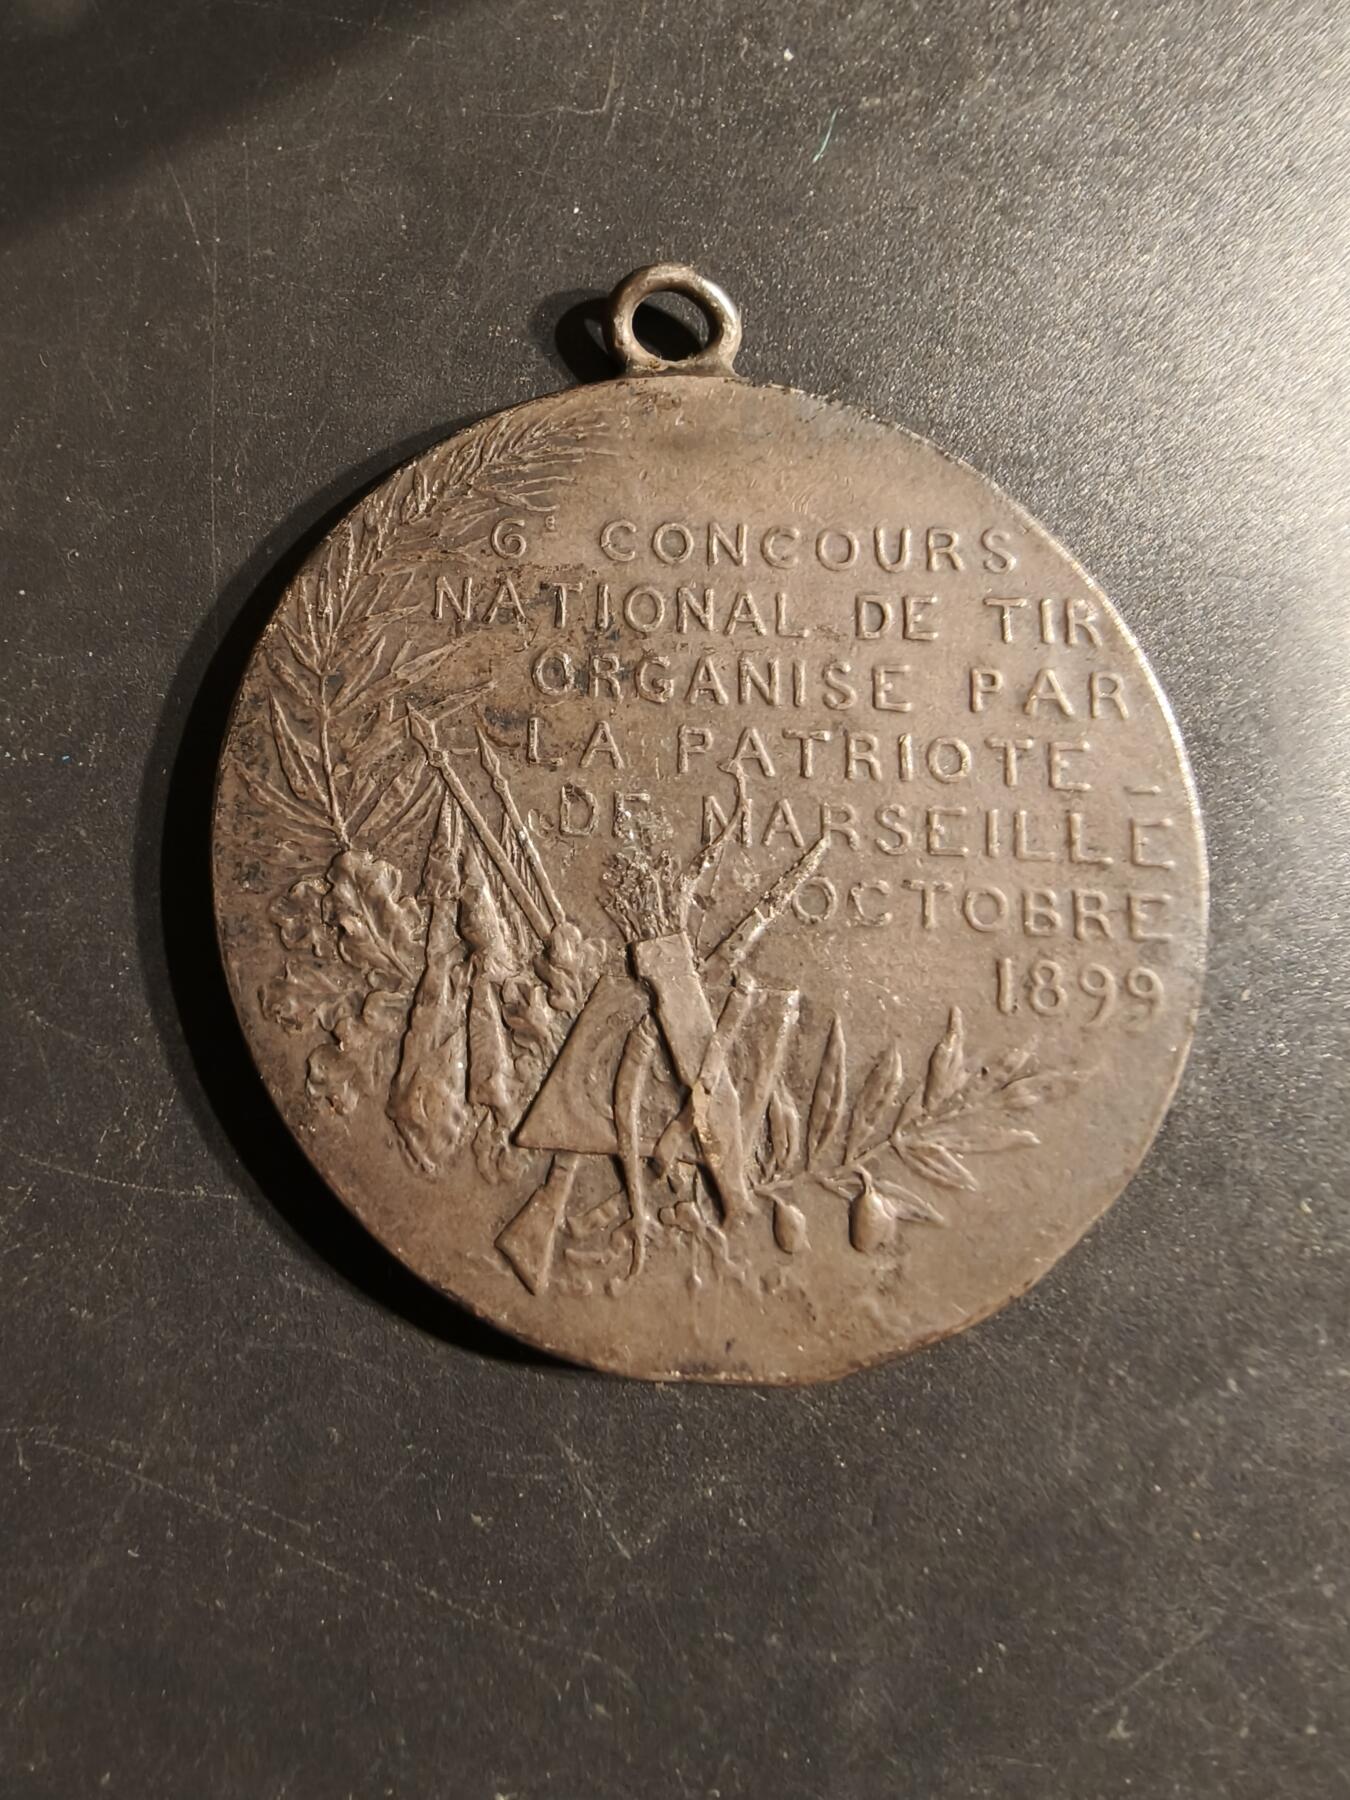 6e CONCOURS
NATIONAL DE TIR
ORGANISE PAR
LA PATRIOTE _
DE MARSEILLE
OCTOBRE
1899